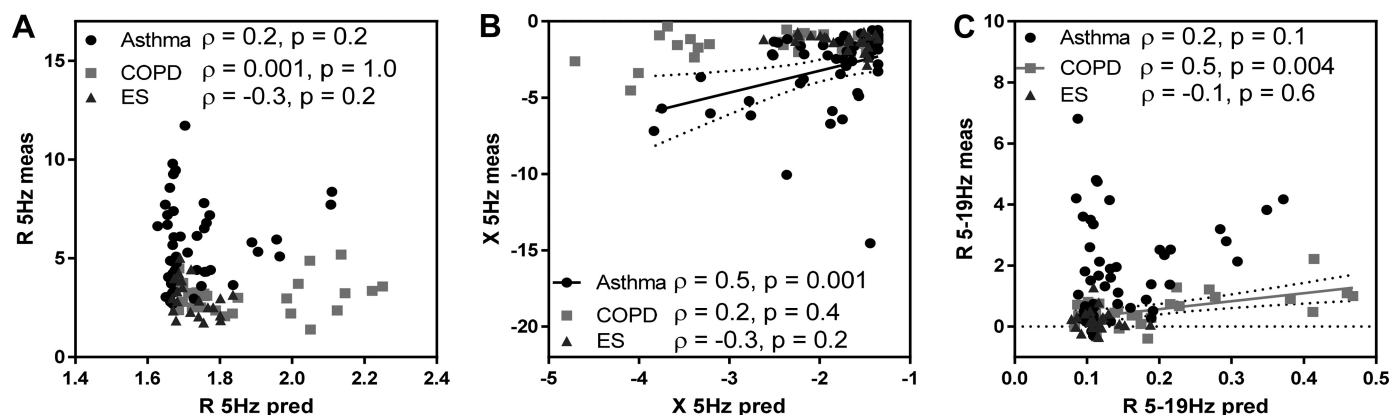 A
R 5Hz meas
15
10
5
0
1.4 1.6 1.8 2.0 2.2 2.4
R 5Hz pred
Asthma ρ = 0.2, p = 0.2
COPD ρ = 0.001, p = 1.0
ES ρ = -0.3, p = 0.2
B
X 5Hz meas
0
-5
-10
-15
-20
-5 -4 -3 -2 -1
X 5Hz pred
Asthma ρ = 0.5, p = 0.001
COPD ρ = 0.2, p = 0.4
ES ρ = -0.3, p = 0.2
C
R 5-19Hz meas
10
8
6
4
2
0
0.0 0.1 0.2 0.3 0.4 0.5
R 5-19Hz pred
Asthma ρ = 0.2, p = 0.1
COPD ρ = 0.5, p = 0.004
ES ρ = -0.1, p = 0.6